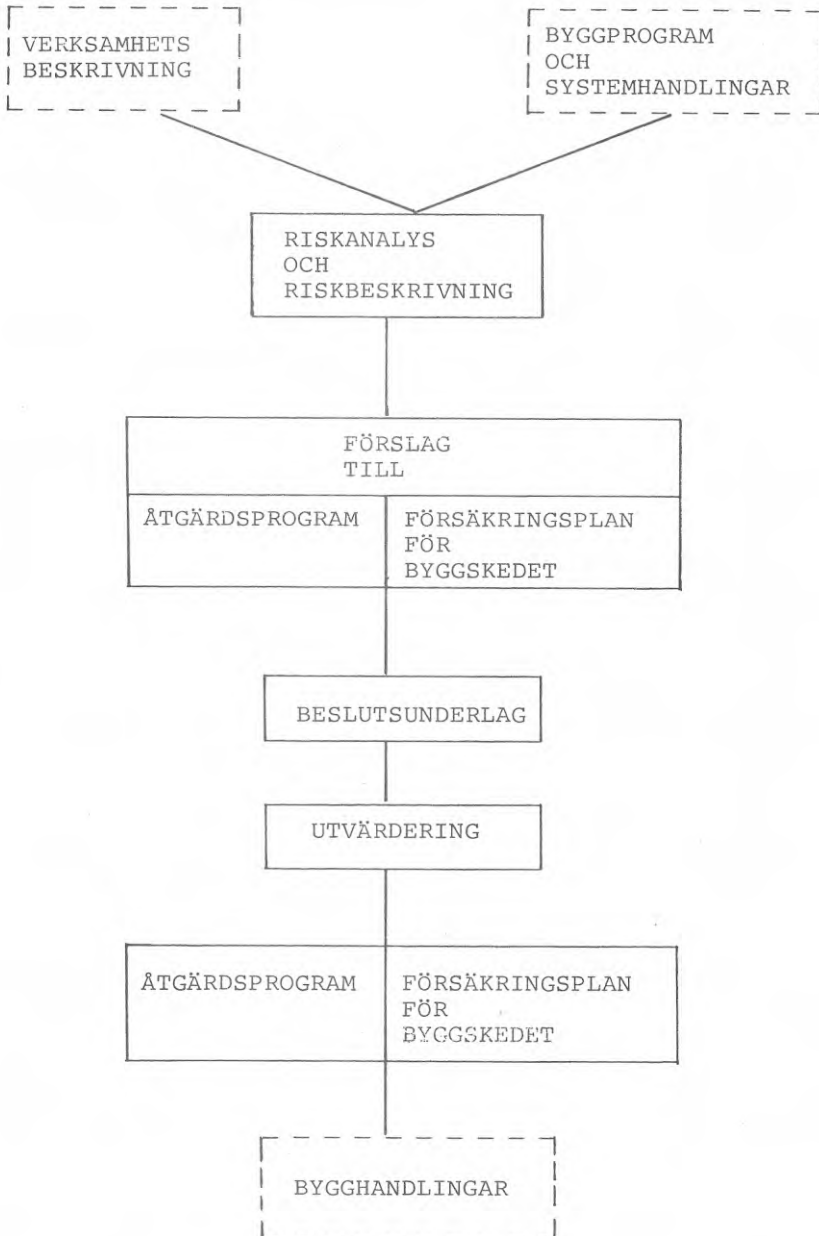 VERKSAMHETS
BESKRIVNING
BYGGPROGRAM
OCH
SYSTEMHANDLINGAR
RISKANALYS
OCH
RISKBESKRIVNING
FÖRSLAG
TILL
ÅTGÄRDSPROGRAM
FÖRSÄKRINGSPLAN
FÖR
BYGGSKEDET
BESLUTSUNDERLAG
UTVÄRDERING
ÅTGÄRDSPROGRAM
FÖRSÄKRINGSPLAN
FÖR
BYGGSKEDET
BYGGHANDLINGAR